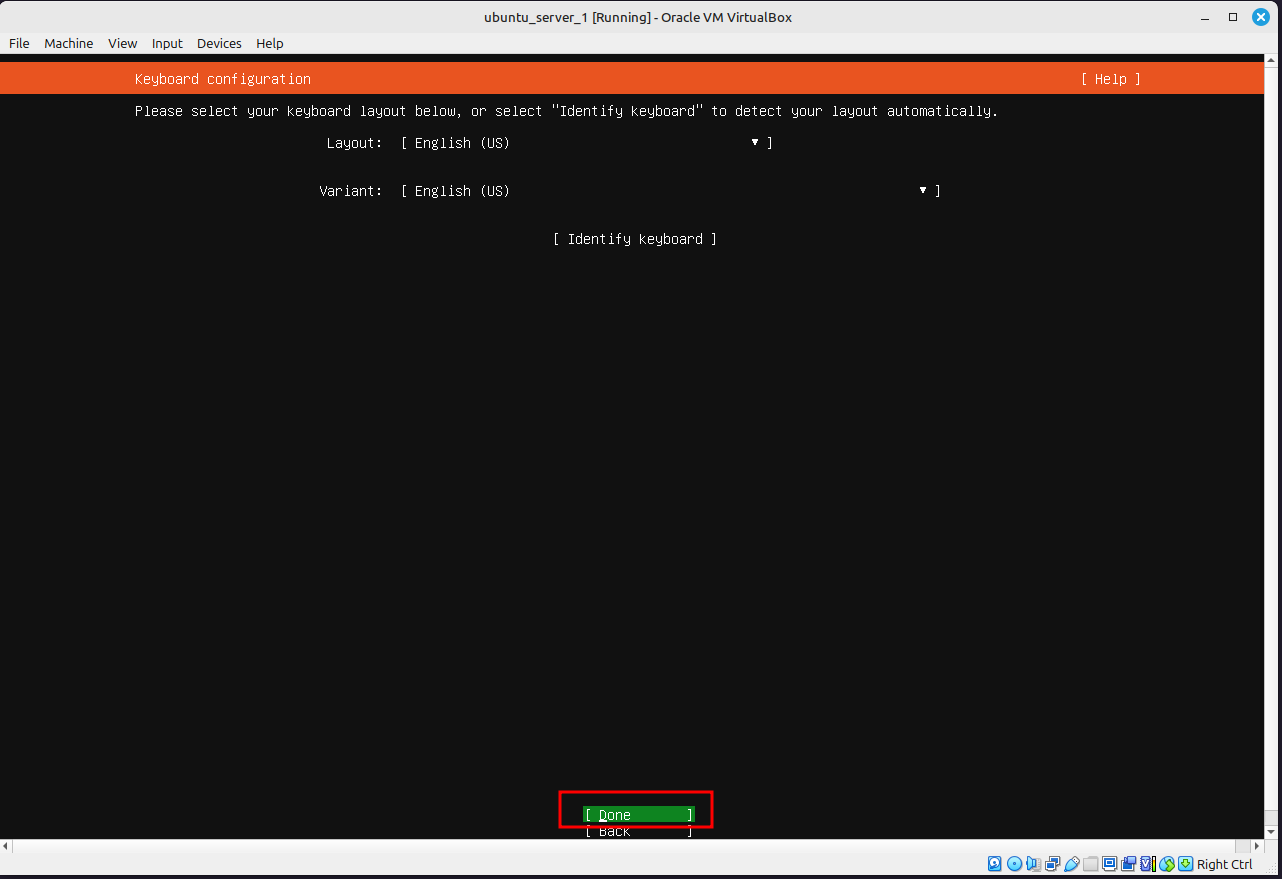 ubuntu_server_1 [Running] - Oracle VM VirtualBox
File Machine View Input Devices Help
Keyboard configuration [ Help ]
Please select your keyboard layout below, or select "Identify keyboard" to detect your layout automatically.
Layout: [ English (US) ▾ ]
Variant: [ English (US) ▾ ]
[ Identify keyboard ]
[ Done ]
[ Back ]
Right Ctrl